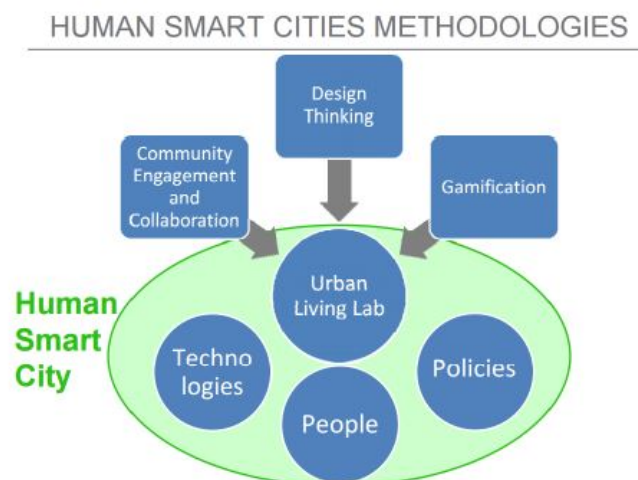 HUMAN SMART CITIES METHODOLOGIES
Design
Thinking
Community
Engagement
and
Collaboration
Gamification
Urban
Living Lab
Human
Smart
City
Techno
logies
Policies
People